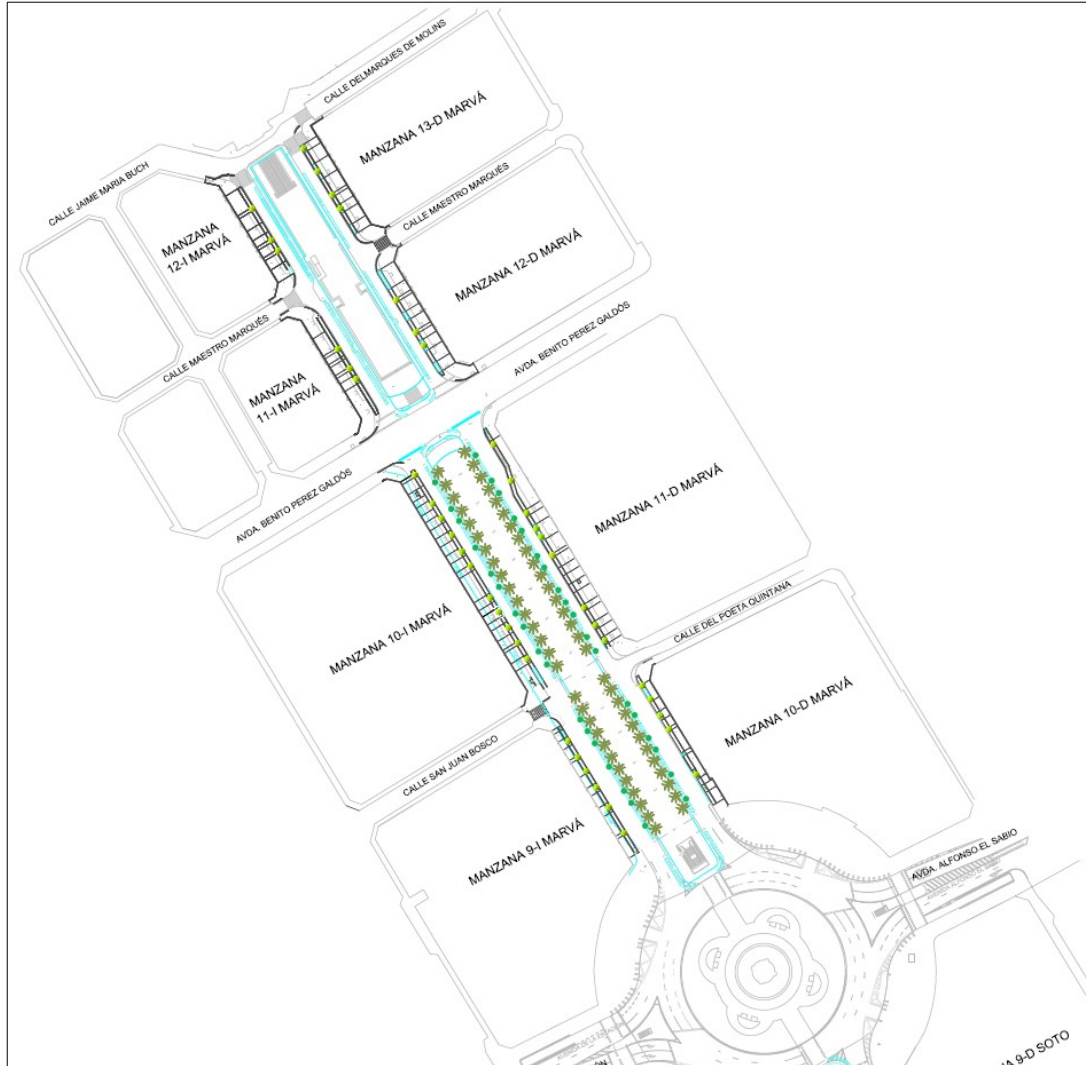 CALLE DELMARQUES DE MOLINS
MANZANA 13-D MARVÁ
CALLE JAIME MARIA BUCH
CALLE MAESTRO MARQUÉS
MANZANA
12-I MARVÁ
MANZANA 12-D MARVÁ
CALLE MAESTRO MARQUÉS
AVDA. BENITO PEREZ GALDÓS
MANZANA
11-I MARVÁ
AVDA. BENITO PEREZ GALDÓS
MANZANA 11-D MARVÁ
MANZANA 10-I MARVÁ
CALLE DEL POETA QUINTANA
MANZANA 10-D MARVÁ
CALLE SAN JUAN BOSCO
MANZANA 9-I MARVÁ
AVDA. ALFONSO EL SABIO
9-D SOTO